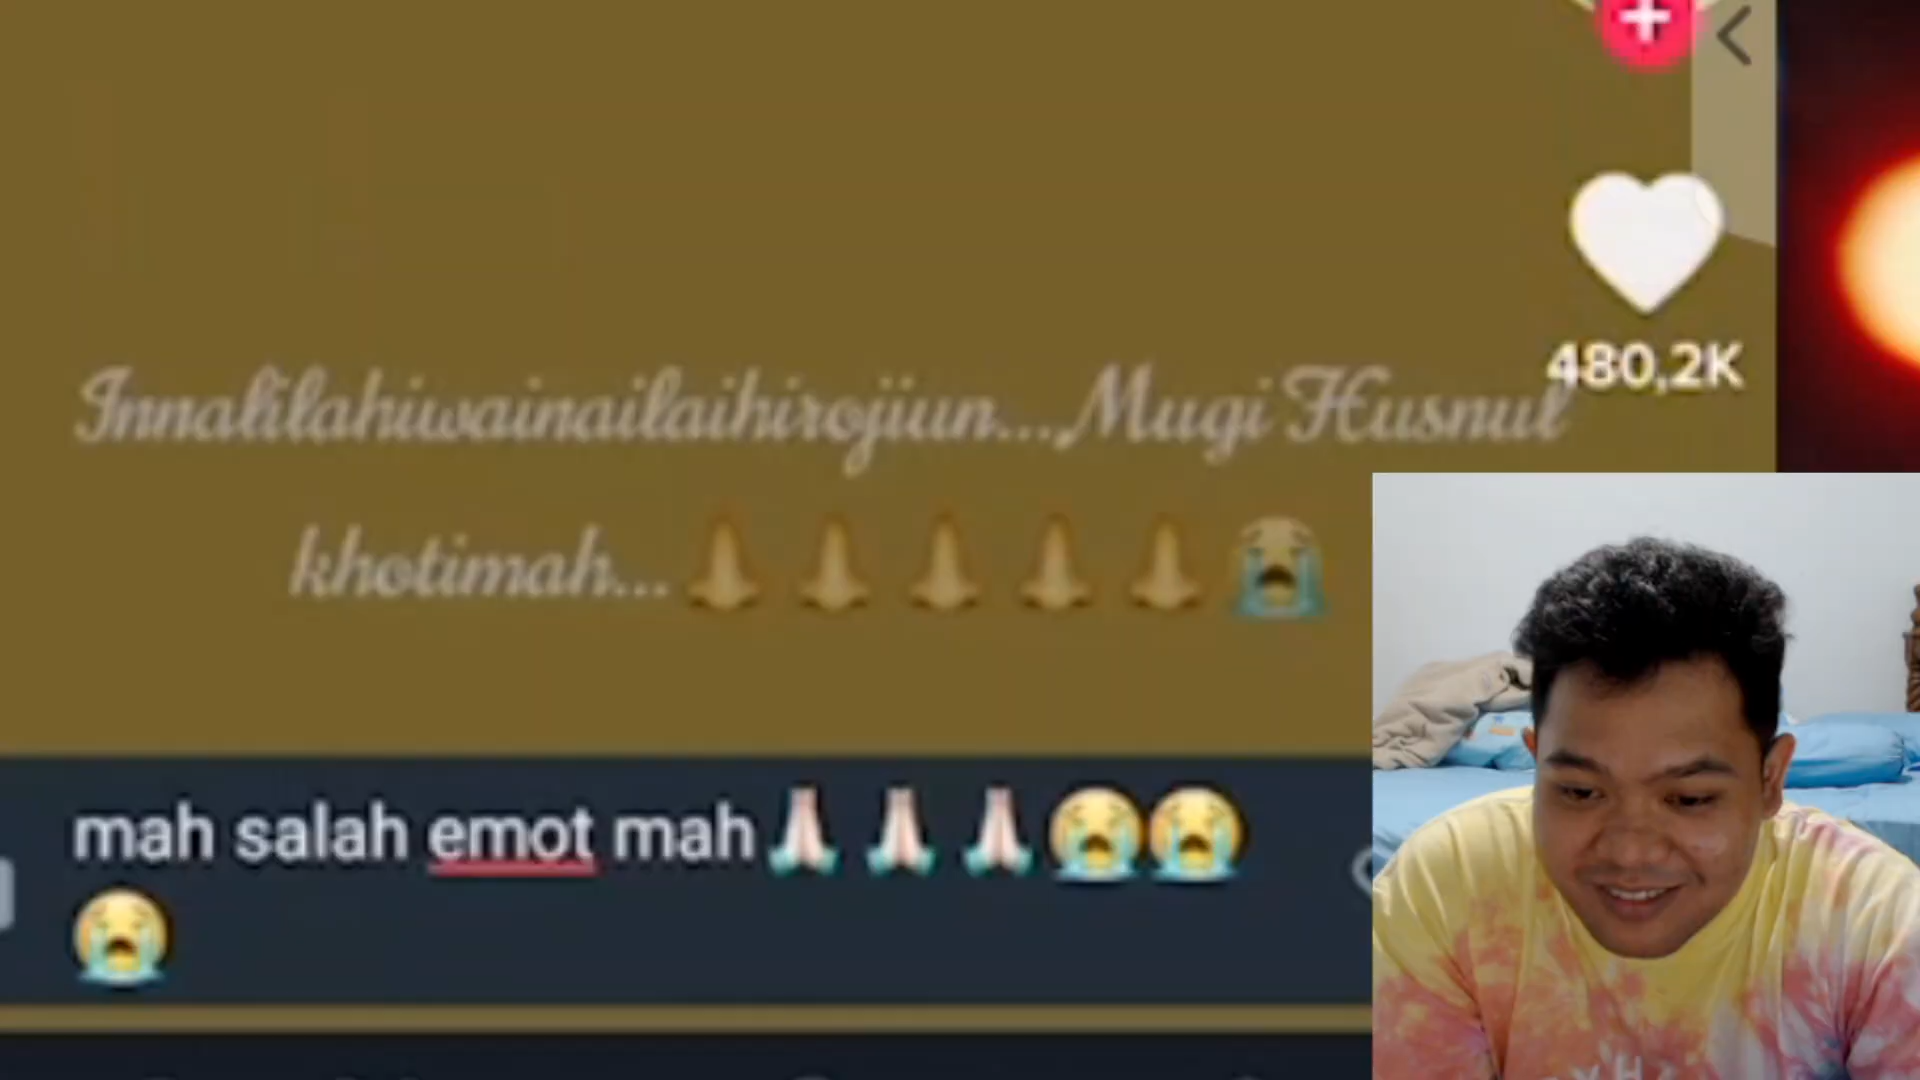 480,2K
Innalilahiwainailaihirojiun...,Mugi Husnul
khotimah...👃👃👃👃👃😭
mah salah emot mah🙏🏻🙏🏻🙏🏻😭😭
😭